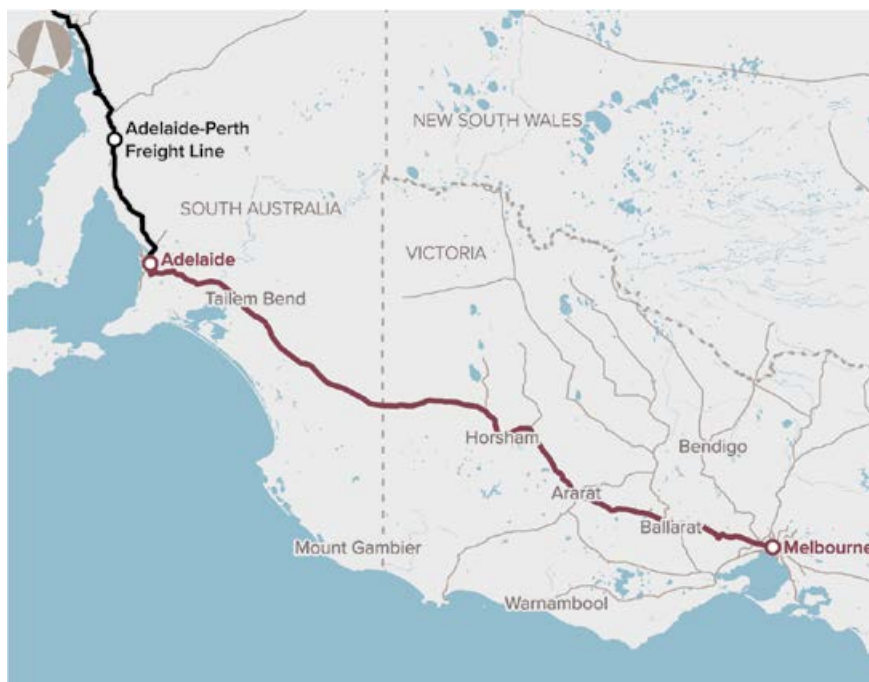 Adelaide-Perth
Freight Line
NEW SOUTH WALES
SOUTH AUSTRALIA
VICTORIA
Adelaide
Tailem Bend
Horsham
Bendigo
Ararat
Ballarat
Mount Gambier
Melbourne
Warnambool